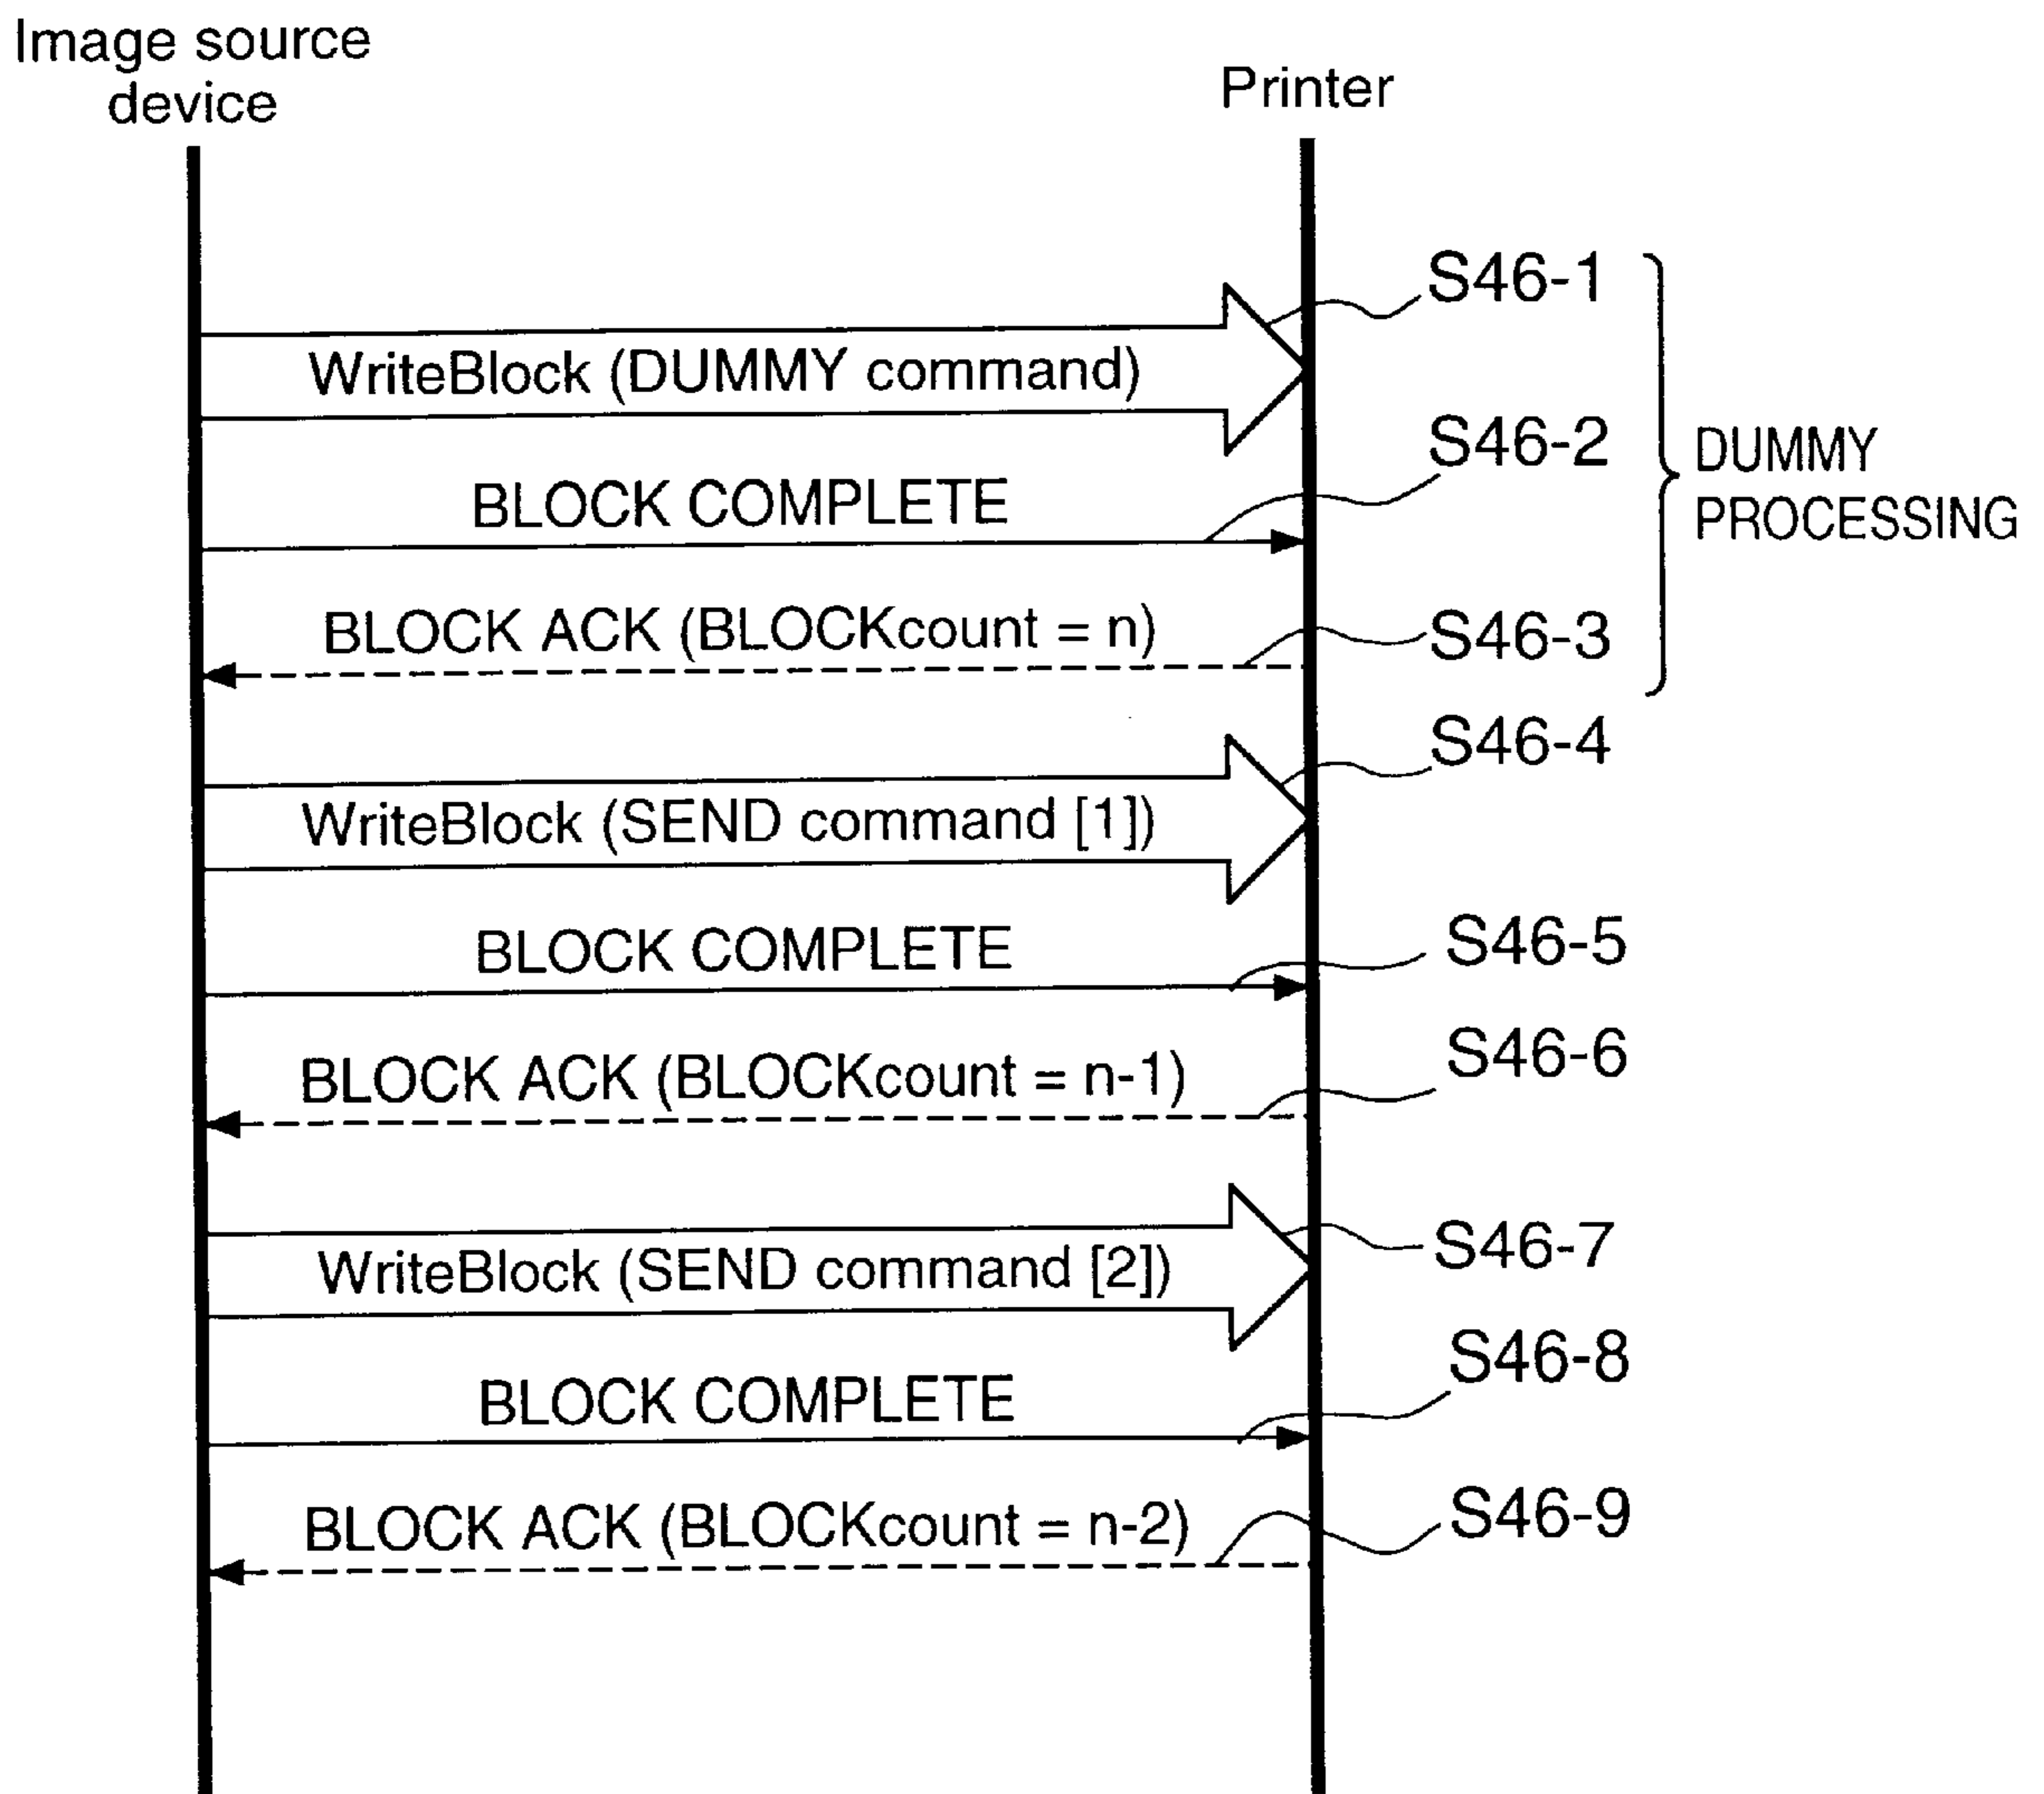 Image source
device
Printer
S46-1
WriteBlock (DUMMY command)
S46-2
DUMMY
PROCESSING
BLOCK COMPLETE
BLOCK ACK (BLOCKcount = n)
S46-3
S46-4
WriteBlock (SEND command [1])
BLOCK COMPLETE
S46-5
BLOCK ACK (BLOCKcount = n-1)
S46-6
WriteBlock (SEND command [2])
S46-7
S46-8
BLOCK COMPLETE
BLOCK ACK (BLOCKcount = n-2)
S46-9